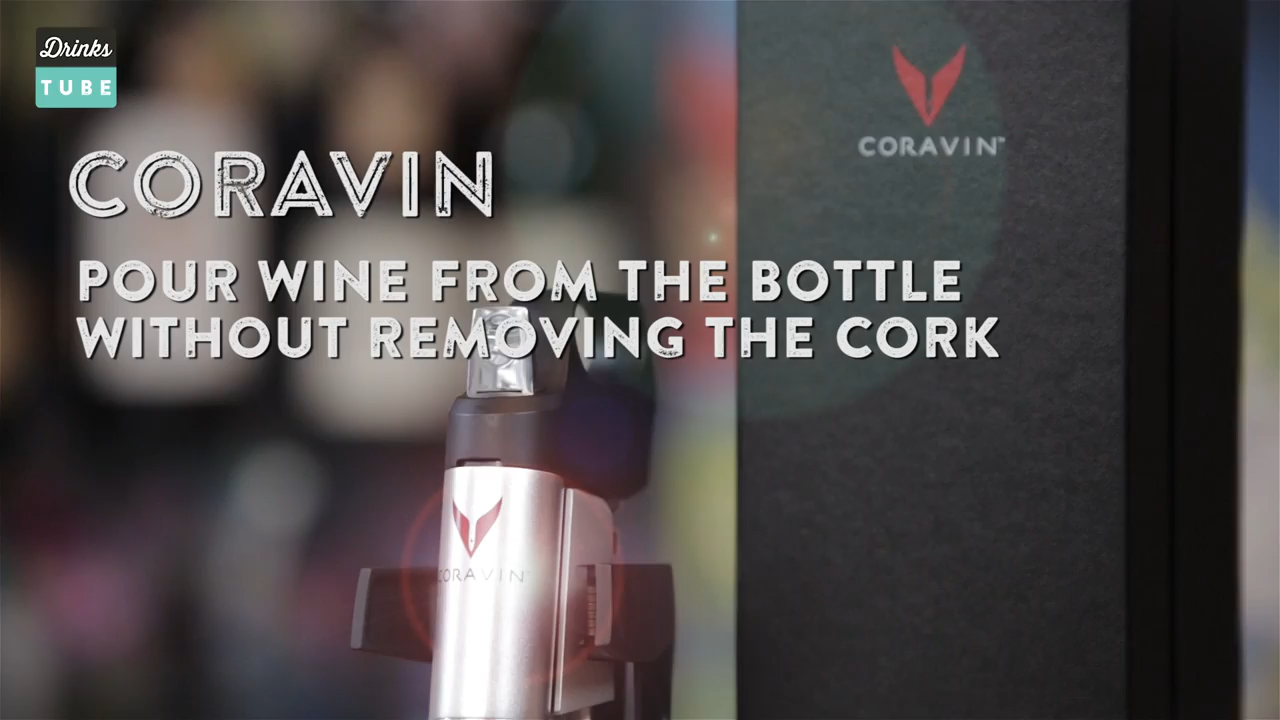 Drinks
TUBE
CORAVIN™
CORAVIN
POUR WINE FROM THE BOTTLE
WITHOUT REMOVING THE CORK
CORAVIN